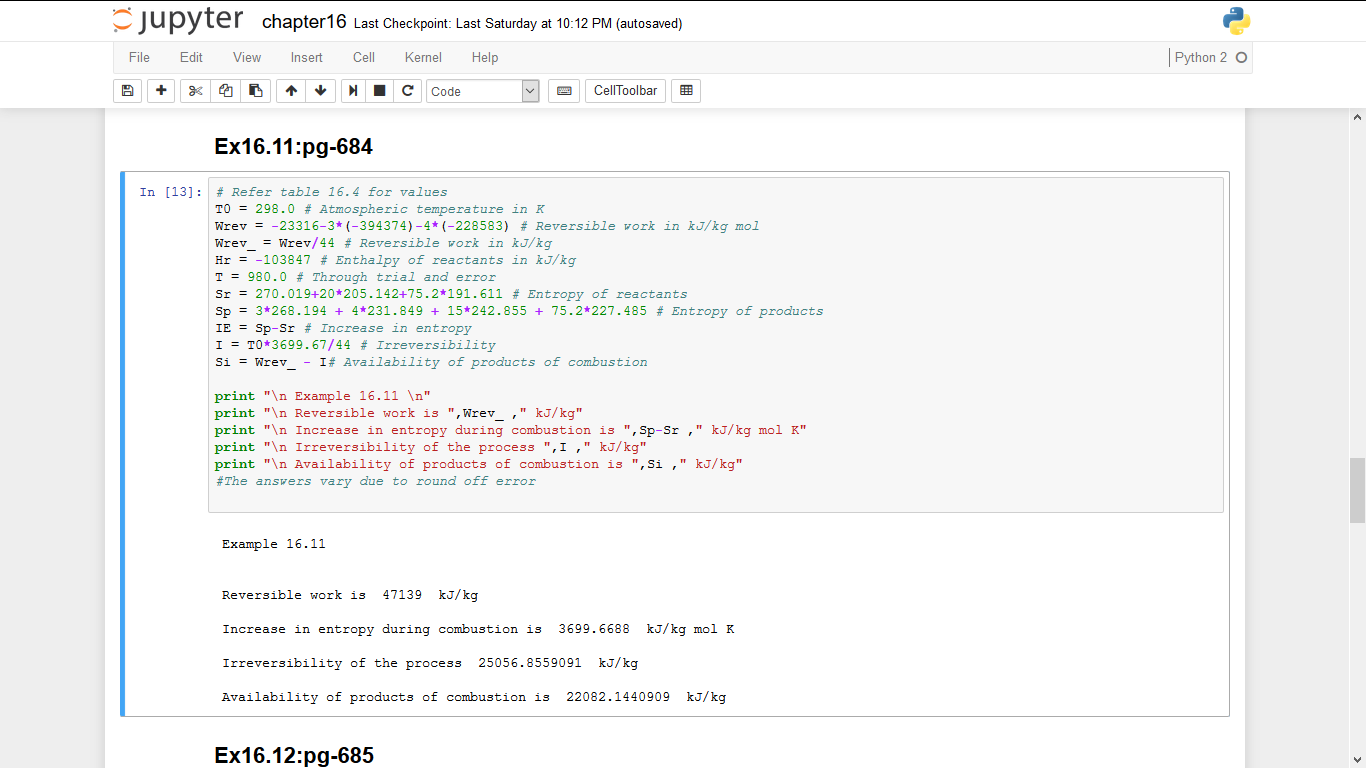 jupyter chapter16 Last Checkpoint: Last Saturday at 10:12 PM (autosaved)
File Edit View Insert Cell Kernel Help Python 2
Code CellToolbar
Ex16.11:pg-684
In [13]: # Refer table 16.4 for values
T0 = 298.0 # Atmospheric temperature in K
Wrev = -23316-3*(-394374)-4*(-228583) # Reversible work in kJ/kg mol
Wrev_ = Wrev/44 # Reversible work in kJ/kg
Hr = -103847 # Enthalpy of reactants in kJ/kg
T = 980.0 # Through trial and error
Sr = 270.019+20*205.142+75.2*191.611 # Entropy of reactants
Sp = 3*268.194 + 4*231.849 + 15*242.855 + 75.2*227.485 # Entropy of products
IE = Sp-Sr # Increase in entropy
I = T0*3699.67/44 # Irreversibility
Si = Wrev_ - I# Availability of products of combustion
print "\n Example 16.11 \n"
print "\n Reversible work is ",Wrev_ ," kJ/kg"
print "\n Increase in entropy during combustion is ",Sp-Sr ," kJ/kg mol K"
print "\n Irreversibility of the process ",I ," kJ/kg"
print "\n Availability of products of combustion is ",Si ," kJ/kg"
#The answers vary due to round off error
Example 16.11
Reversible work is  47139  kJ/kg
Increase in entropy during combustion is  3699.6688  kJ/kg mol K
Irreversibility of the process  25056.8559091  kJ/kg
Availability of products of combustion is  22082.1440909  kJ/kg
Ex16.12:pg-685